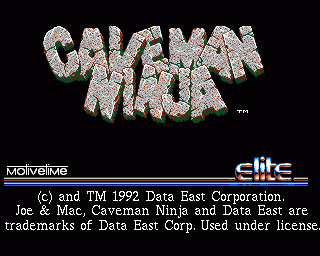 CAVEMAN
NINJA
TM
MOTIVETIME
elite
(c) and TM 1992 Data East Corporation.
Joe & Mac, Caveman Ninja and Data East are
trademarks of Data East Corp. Used under license.